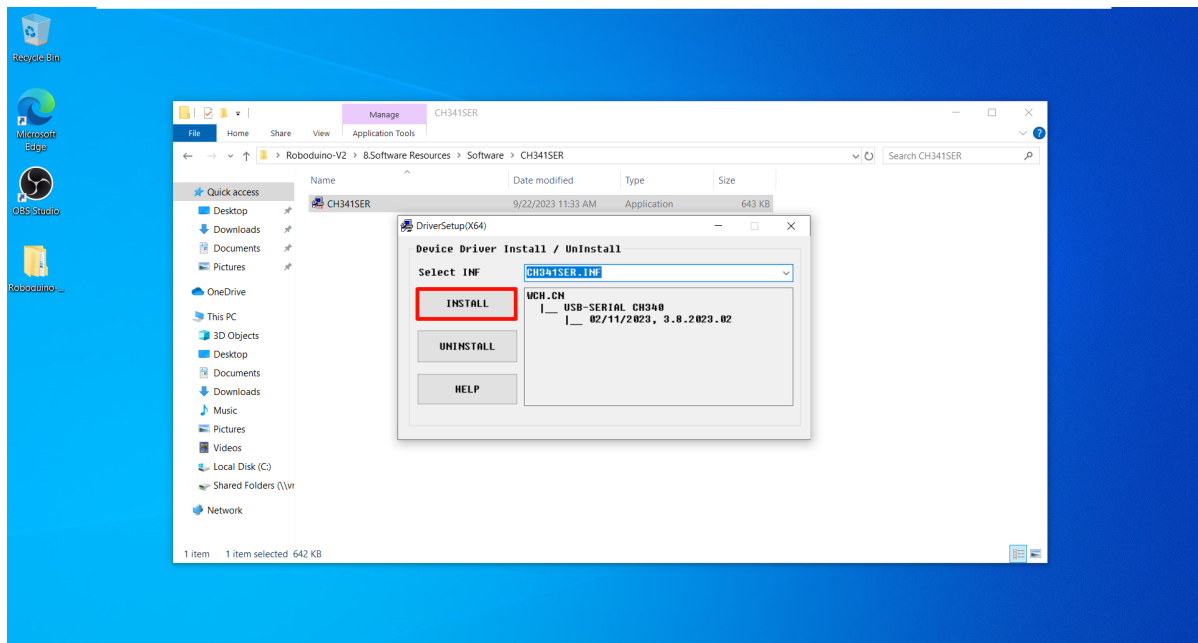 Recycle Bin
Microsoft
Edge
OBS Studio
Roboduino-...
Manage
CH341SER
File
Home
Share
View
Application Tools
Roboduino-V2 > 8.Software Resources > Software > CH341SER
Search CH341SER
Name
Date modified
Type
Size
CH341SER
9/22/2023 11:33 AM
Application
643 KB
Quick access
Desktop
Downloads
Documents
Pictures
OneDrive
This PC
3D Objects
Desktop
Documents
Downloads
Music
Pictures
Videos
Local Disk (C:)
Shared Folders (\\vr
Network
DriverSetup(X64)
Device Driver Install / UnInstall
Select INF
CH341SER.INF
INSTALL
UNINSTALL
HELP
WCH.CN
|__ USB-SERIAL CH340
|__ 02/11/2023, 3.8.2023.02
1 item
1 item selected 642 KB